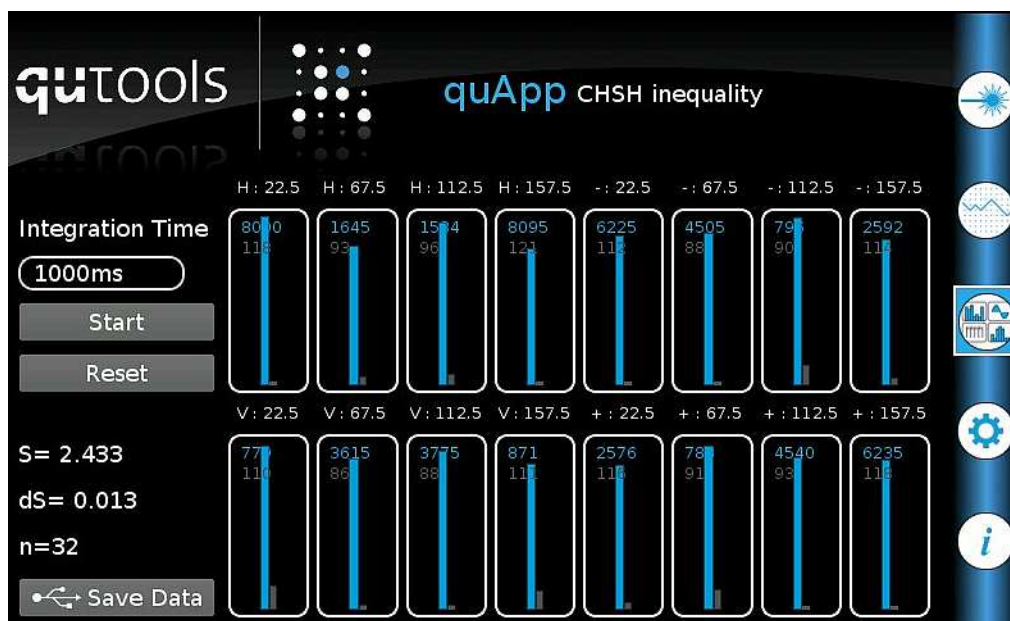 qutools
quApp CHSH inequality
H : 22.5 H : 67.5 H : 112.5 H : 157.5 - : 22.5 - : 67.5 - : 112.5 - : 157.5
Integration Time
1000ms
Start
Reset
1645 8095 6225 4505 2592
93 96 88 90
V : 22.5 V : 67.5 V : 112.5 V : 157.5 + : 22.5 + : 67.5 + : 112.5 + : 157.5
3615 3775 871 2576 4540 6235
86 88 116 91 93 118
S= 2.433
dS= 0.013
n=32
Save Data
i